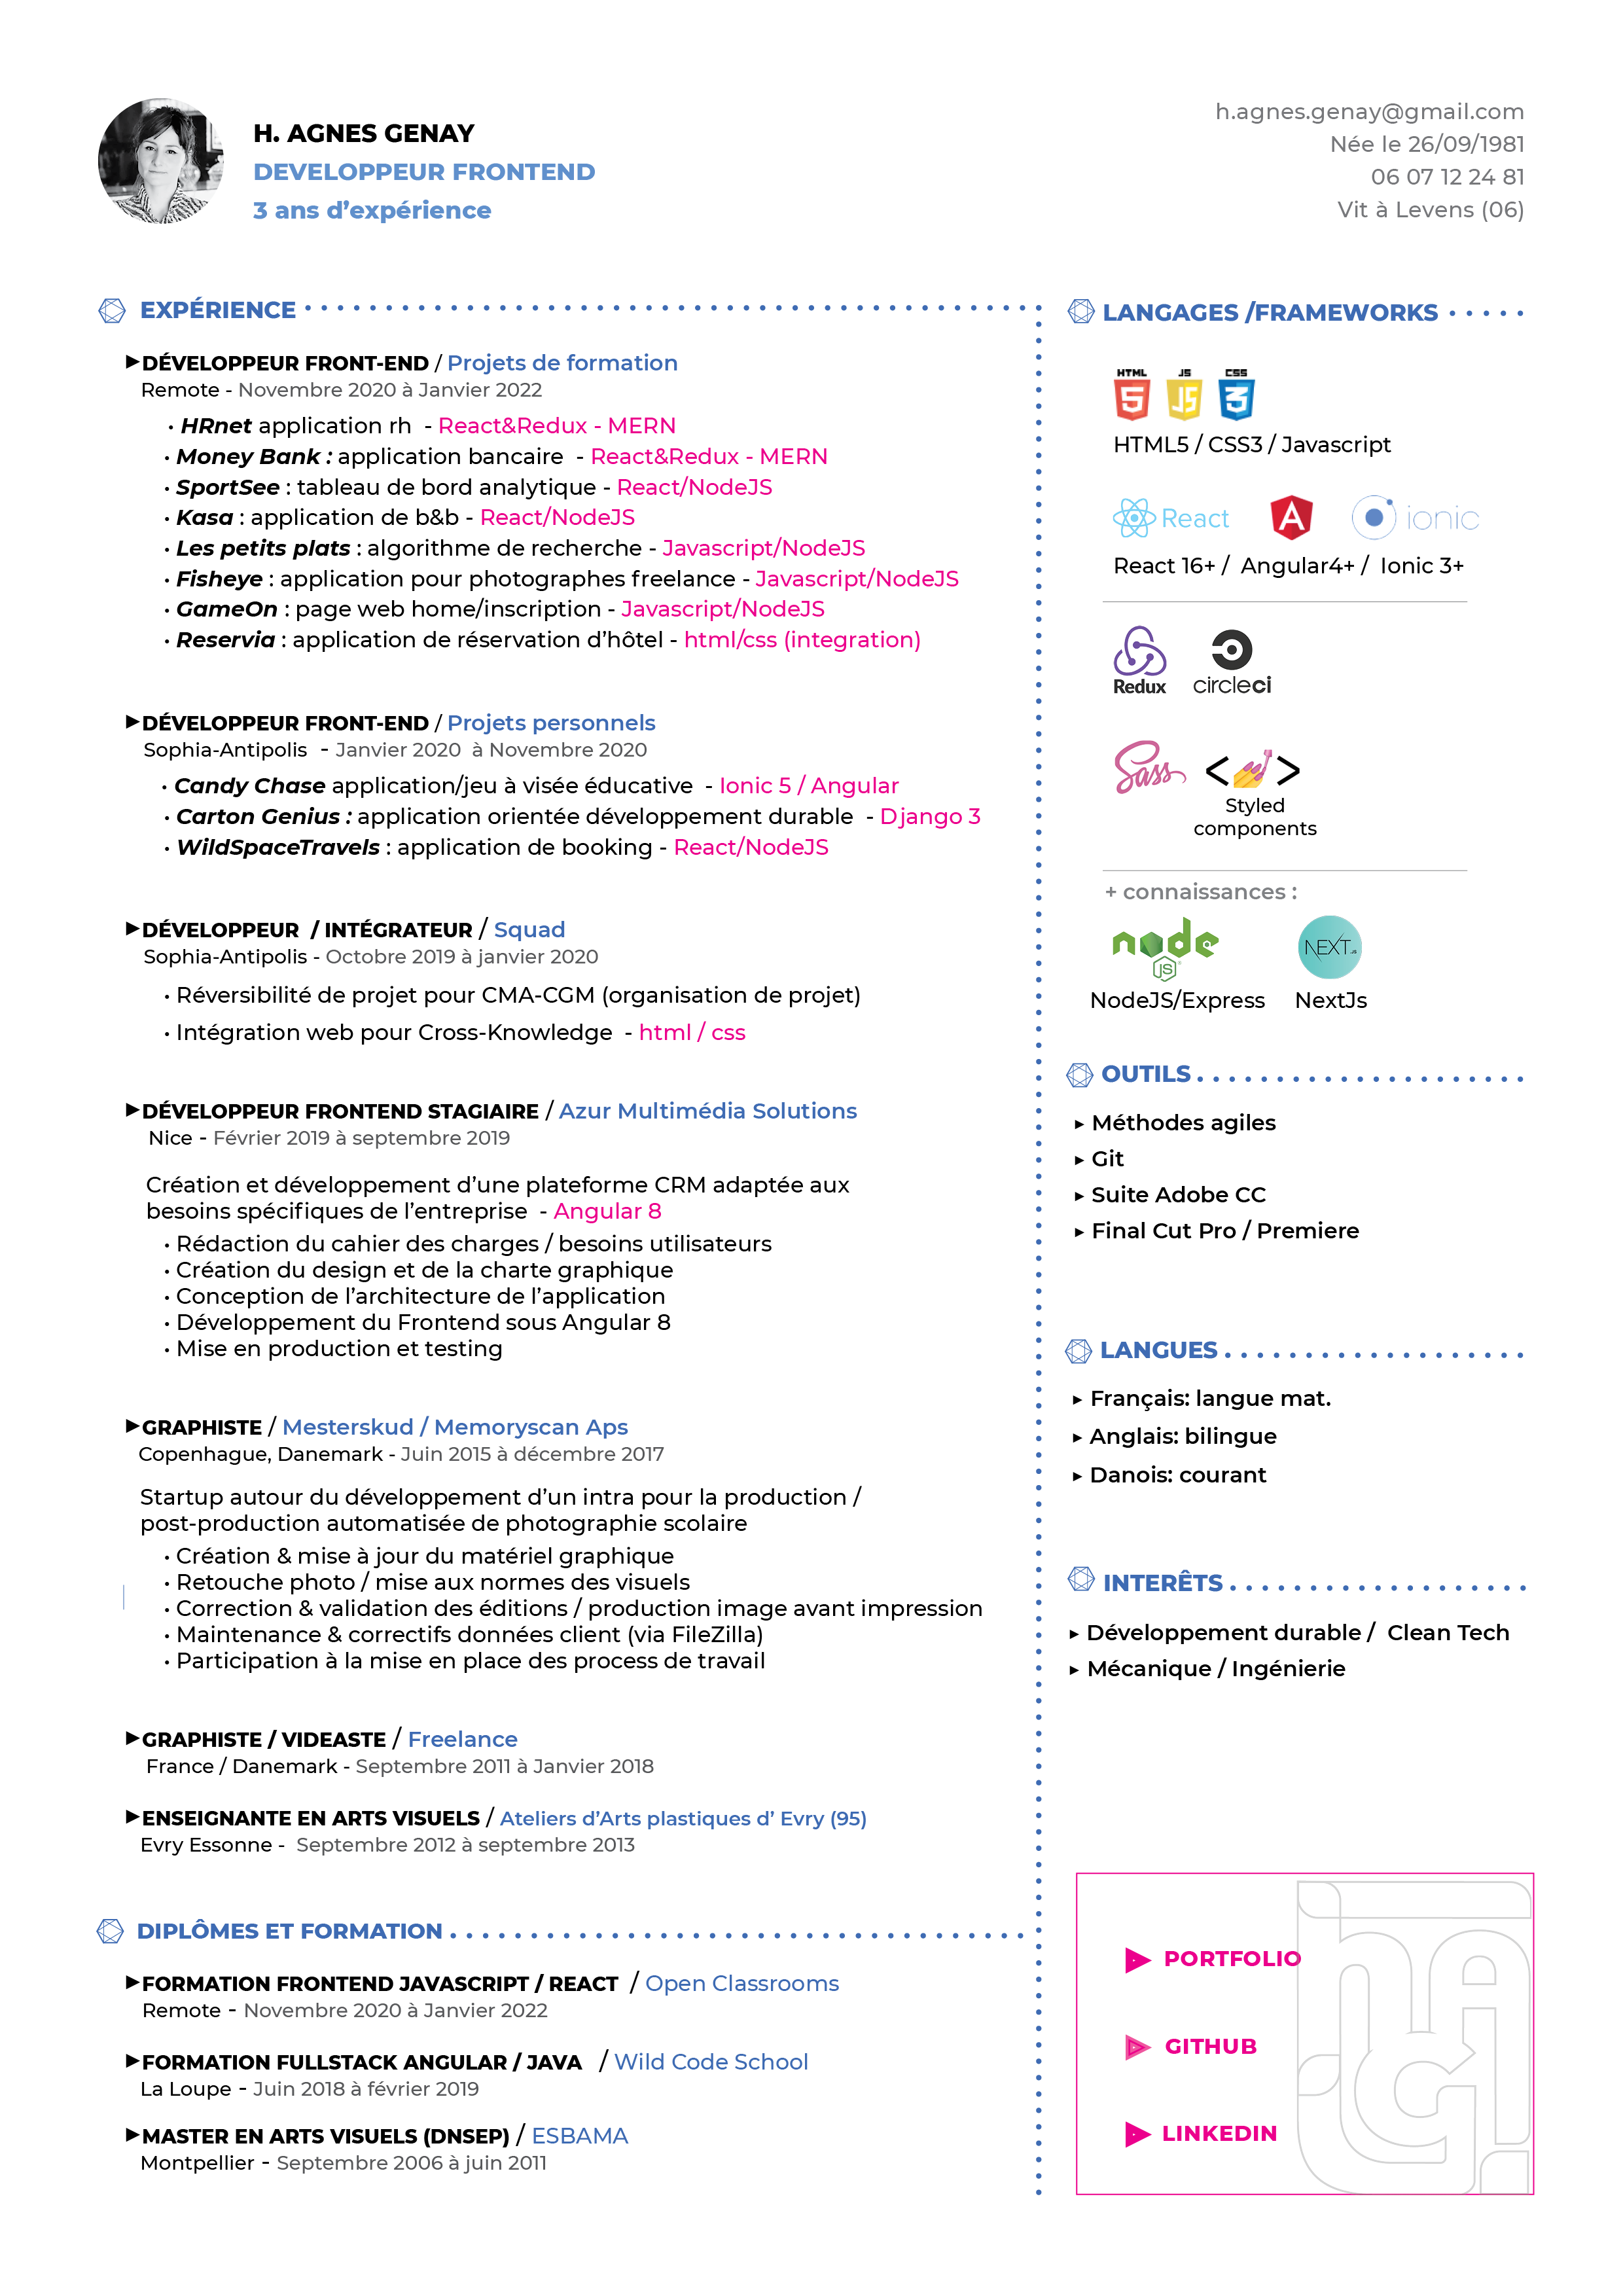 H. AGNES GENAY
DEVELOPPEUR FRONTEND
3 ans d’expérience
h.agnes.genay@gmail.com
Née le 26/09/1981
06 07 12 24 81
Vit à Levens (06)
EXPÉRIENCE
►DÉVELOPPEUR FRONT-END / Projets de formation
Remote - Novembre 2020 à Janvier 2022
• HRnet application rh - React&Redux - MERN
• Money Bank : application bancaire - React&Redux - MERN
• SportSee : tableau de bord analytique - React/NodeJS
• Kasa : application de b&b - React/NodeJS
• Les petits plats : algorithme de recherche - Javascript/NodeJS
• Fisheye : application pour photographes freelance - Javascript/NodeJS
• GameOn : page web home/inscription - Javascript/NodeJS
• Reservia : application de réservation d’hôtel - html/css (integration)
►DÉVELOPPEUR FRONT-END / Projets personnels
Sophia-Antipolis - Janvier 2020 à Novembre 2020
• Candy Chase application/jeu à visée éducative - Ionic 5 / Angular
• Carton Genius : application orientée développement durable - Django 3
• WildSpaceTravels : application de booking - React/NodeJS
►DÉVELOPPEUR / INTÉGRATEUR / Squad
Sophia-Antipolis - Octobre 2019 à janvier 2020
• Réversibilité de projet pour CMA-CGM (organisation de projet)
• Intégration web pour Cross-Knowledge - html / css
►DÉVELOPPEUR FRONTEND STAGIAIRE / Azur Multimédia Solutions
Nice - Février 2019 à septembre 2019
Création et développement d’une plateforme CRM adaptée aux
besoins spécifiques de l’entreprise - Angular 8
• Rédaction du cahier des charges / besoins utilisateurs
• Création du design et de la charte graphique
• Conception de l’architecture de l’application
• Développement du Frontend sous Angular 8
• Mise en production et testing
►GRAPHISTE / Mesterskud / Memoryscan Aps
Copenhague, Danemark - Juin 2015 à décembre 2017
Startup autour du développement d’un intra pour la production /
post-production automatisée de photographie scolaire
• Création & mise à jour du matériel graphique
• Retouche photo / mise aux normes des visuels
• Correction & validation des éditions / production image avant impression
• Maintenance & correctifs données client (via FileZilla)
• Participation à la mise en place des process de travail
►GRAPHISTE / VIDEASTE / Freelance
France / Danemark - Septembre 2011 à Janvier 2018
►ENSEIGNANTE EN ARTS VISUELS / Ateliers d’Arts plastiques d’ Evry (95)
Evry Essonne - Septembre 2012 à septembre 2013
DIPLÔMES ET FORMATION
►FORMATION FRONTEND JAVASCRIPT / REACT / Open Classrooms
Remote - Novembre 2020 à Janvier 2022
►FORMATION FULLSTACK ANGULAR / JAVA / Wild Code School
La Loupe - Juin 2018 à février 2019
►MASTER EN ARTS VISUELS (DNSEP) / ESBAMA
Montpellier - Septembre 2006 à juin 2011
LANGAGES /FRAMEWORKS
HTML JS CSS
5 JS 3
HTML5 / CSS3 / Javascript
React A ionic
React 16+ / Angular4+ / Ionic 3+
Redux circleci
Sass < >
Styled
components
+ connaissances :
node JS NEXT.JS
NodeJS/Express NextJs
OUTILS
► Méthodes agiles
► Git
► Suite Adobe CC
► Final Cut Pro / Premiere
LANGUES
► Français: langue mat.
► Anglais: bilingue
► Danois: courant
INTERÊTS
► Développement durable / Clean Tech
► Mécanique / Ingénierie
PORTFOLIO
GITHUB
LINKEDIN
hAG